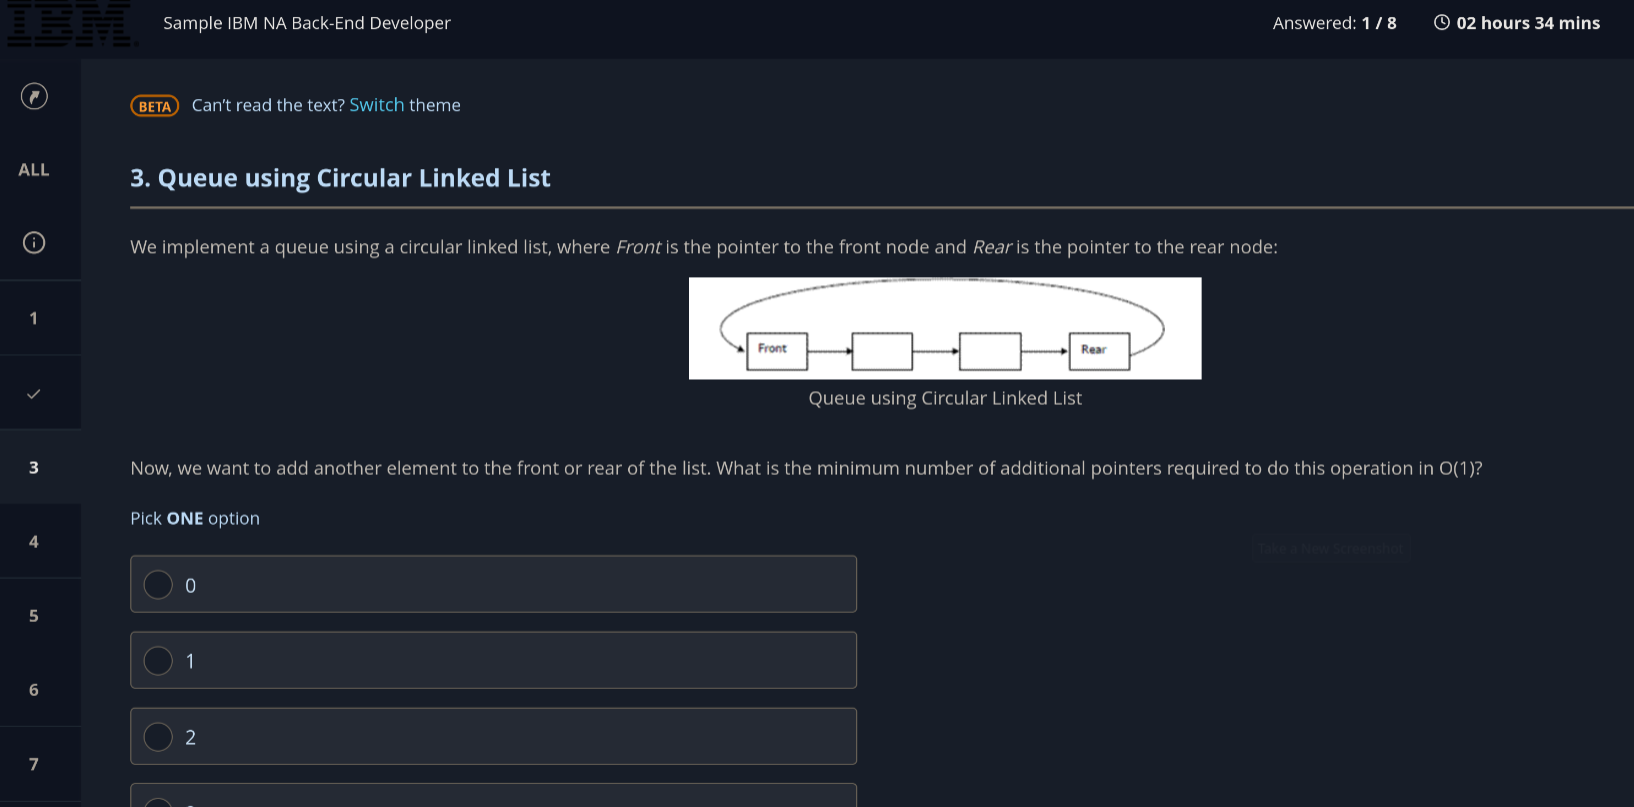 IBM
Sample IBM NA Back-End Developer
Answered: 1 / 8
02 hours 34 mins
BETA Can't read the text? Switch theme
ALL
3. Queue using Circular Linked List
We implement a queue using a circular linked list, where Front is the pointer to the front node and Rear is the pointer to the rear node:
Front
Rear
Queue using Circular Linked List
1
3
Now, we want to add another element to the front or rear of the list. What is the minimum number of additional pointers required to do this operation in O(1)?
Pick ONE option
4
Take a New Screenshot
0
5
1
6
2
7